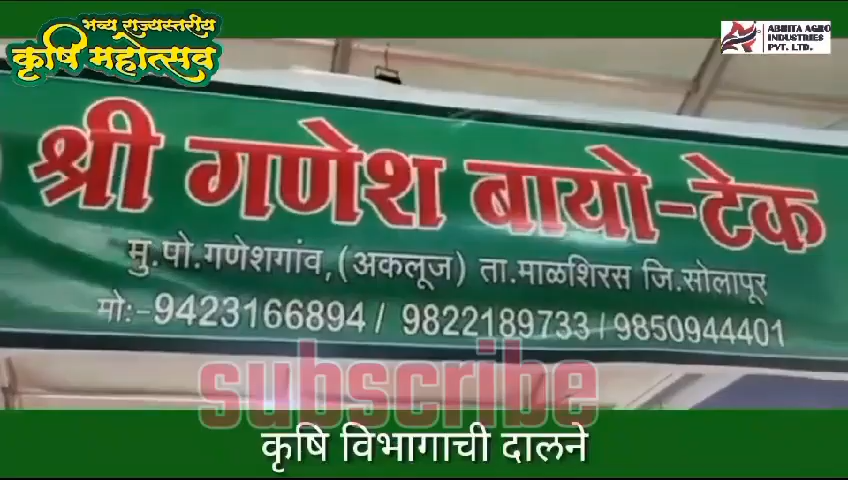 भव्य राज्यस्तरीय
कृषि महोत्सव
ABHITA AGRO
INDUSTRIES
PVT. LTD.
श्री गणेश बायो-टेक
मु.पो.गणेशगांव,(अकलूज) ता.माळशिरस जि.सोलापूर
मो:-9423166894/ 9822189733/9850944401
subscribe
कृषि विभागाची दालने